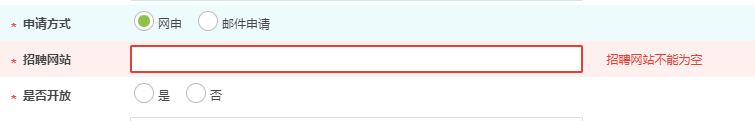 * 申请方式 网申 邮件申请
* 招聘网站 招聘网站不能为空
* 是否开放 是 否